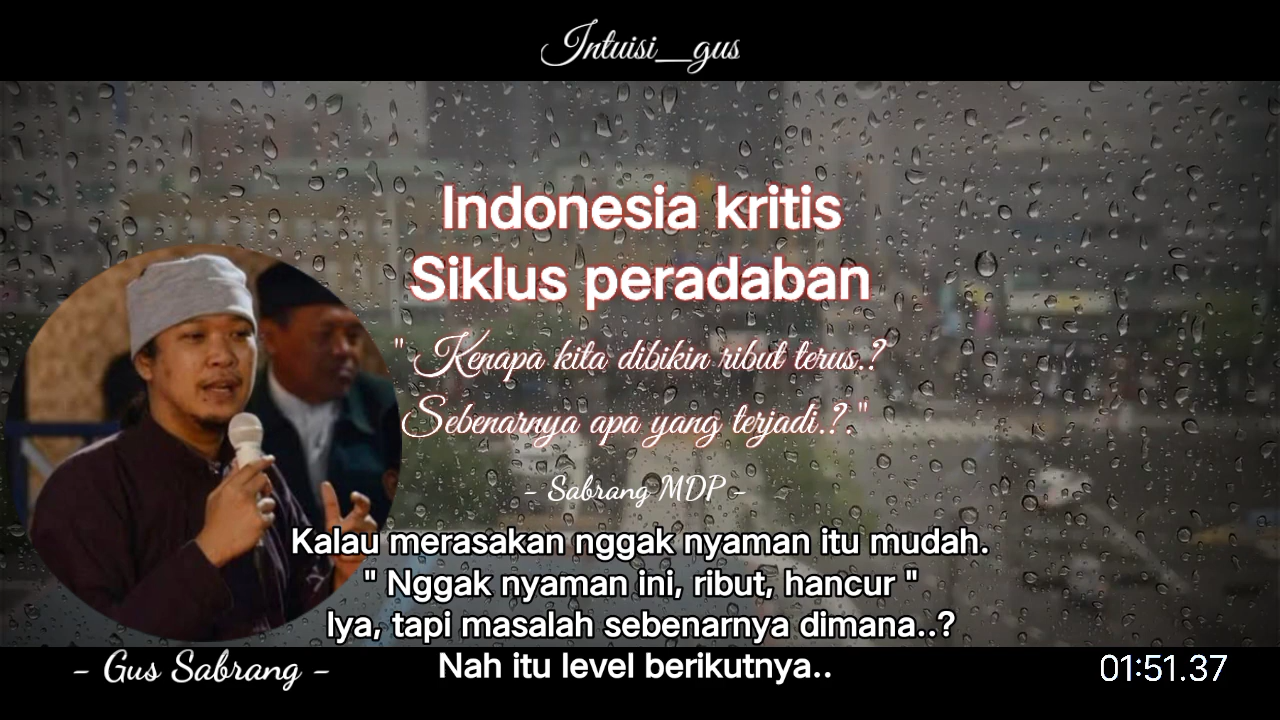 Intuisi__gus
Indonesia kritis
Siklus peradaban
" Kenapa kita dibikin ribut terus.?
Sebenarnya apa yang terjadi.?."
- Sabrang MDP -
Kalau merasakan nggak nyaman itu mudah.
" Nggak nyaman ini, ribut, hancur "
Iya, tapi masalah sebenarnya dimana..?
Nah itu level berikutnya..
- Gus Sabrang -
01:51.37